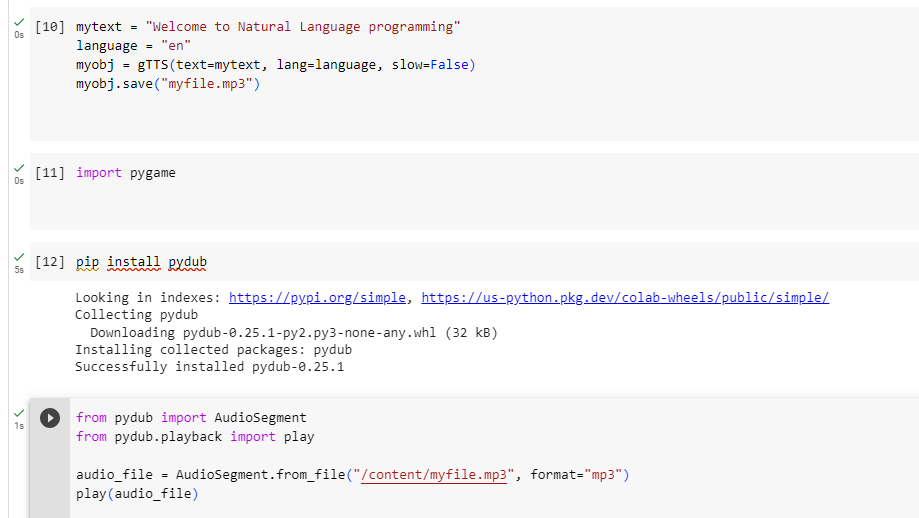 [10] mytext = "Welcome to Natural Language programming"
language = "en"
myobj = gTTS(text=mytext, lang=language, slow=False)
myobj.save("myfile.mp3")
0s
[11] import pygame
0s
[12] pip install pydub
5s
Looking in indexes: https://pypi.org/simple, https://us-python.pkg.dev/colab-wheels/public/simple/
Collecting pydub
Downloading pydub-0.25.1-py2.py3-none-any.whl (32 kB)
Installing collected packages: pydub
Successfully installed pydub-0.25.1
from pydub import AudioSegment
1s
from pydub.playback import play
audio_file = AudioSegment.from_file("/content/myfile.mp3", format="mp3")
play(audio_file)